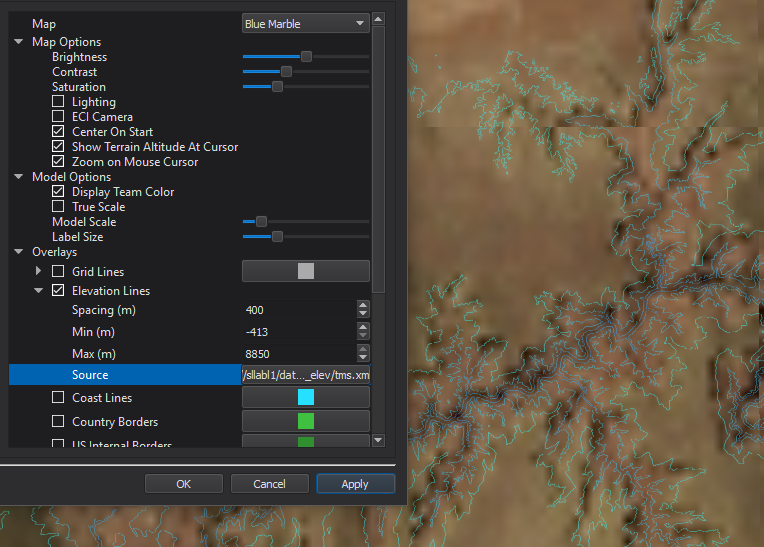 Map Blue Marble
Map Options
Brightness
Contrast
Saturation
Lighting
ECI Camera
Center On Start
Show Terrain Altitude At Cursor
Zoom on Mouse Cursor
Model Options
Display Team Color
True Scale
Model Scale
Label Size
Overlays
Grid Lines
Elevation Lines
Spacing (m) 400
Min (m) -413
Max (m) 8850
Source /sllabl1/dat..._elev/tms.xm
Coast Lines
Country Borders
US Internal Borders
OK Cancel Apply